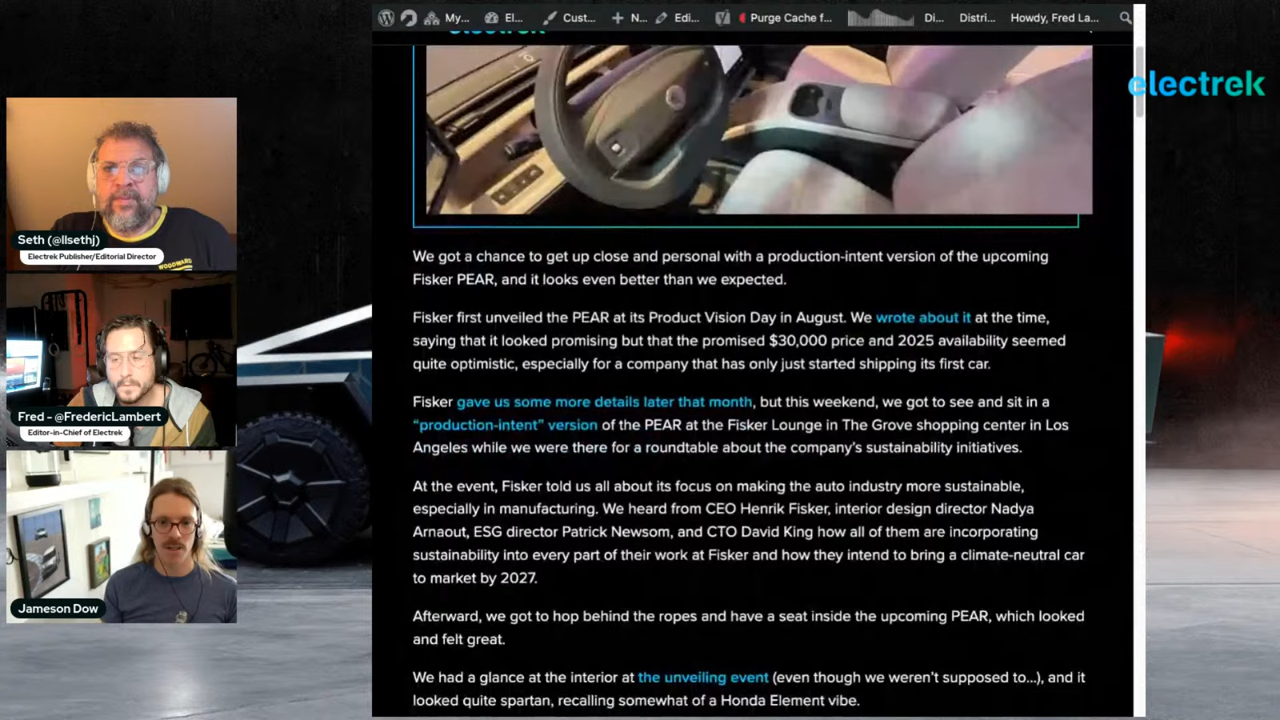 My...
El...
Cust...
N...
Edi...
Purge Cache f...
Di...
Distri...
Howdy, Fred La...
electrek
electrek
We got a chance to get up close and personal with a production-intent version of the upcoming
Fisker PEAR, and it looks even better than we expected.
Fisker first unveiled the PEAR at its Product Vision Day in August. We wrote about it at the time,
saying that it looked promising but that the promised $30,000 price and 2025 availability seemed
quite optimistic, especially for a company that has only just started shipping its first car.
Fisker gave us some more details later that month, but this weekend, we got to see and sit in a
“production-intent” version of the PEAR at the Fisker Lounge in The Grove shopping center in Los
Angeles while we were there for a roundtable about the company’s sustainability initiatives.
At the event, Fisker told us all about its focus on making the auto industry more sustainable,
especially in manufacturing. We heard from CEO Henrik Fisker, interior design director Nadya
Arnaout, ESG director Patrick Newsom, and CTO David King how all of them are incorporating
sustainability into every part of their work at Fisker and how they intend to bring a climate-neutral car
to market by 2027.
Afterward, we got to hop behind the ropes and have a seat inside the upcoming PEAR, which looked
and felt great.
We had a glance at the interior at the unveiling event (even though we weren’t supposed to...), and it
looked quite spartan, recalling somewhat of a Honda Element vibe.
WOODWARD
Seth (@llsethj)
Electrek Publisher/Editorial Director
Fred - @FredericLambert
Editor-in-Chief of Electrek
Jameson Dow